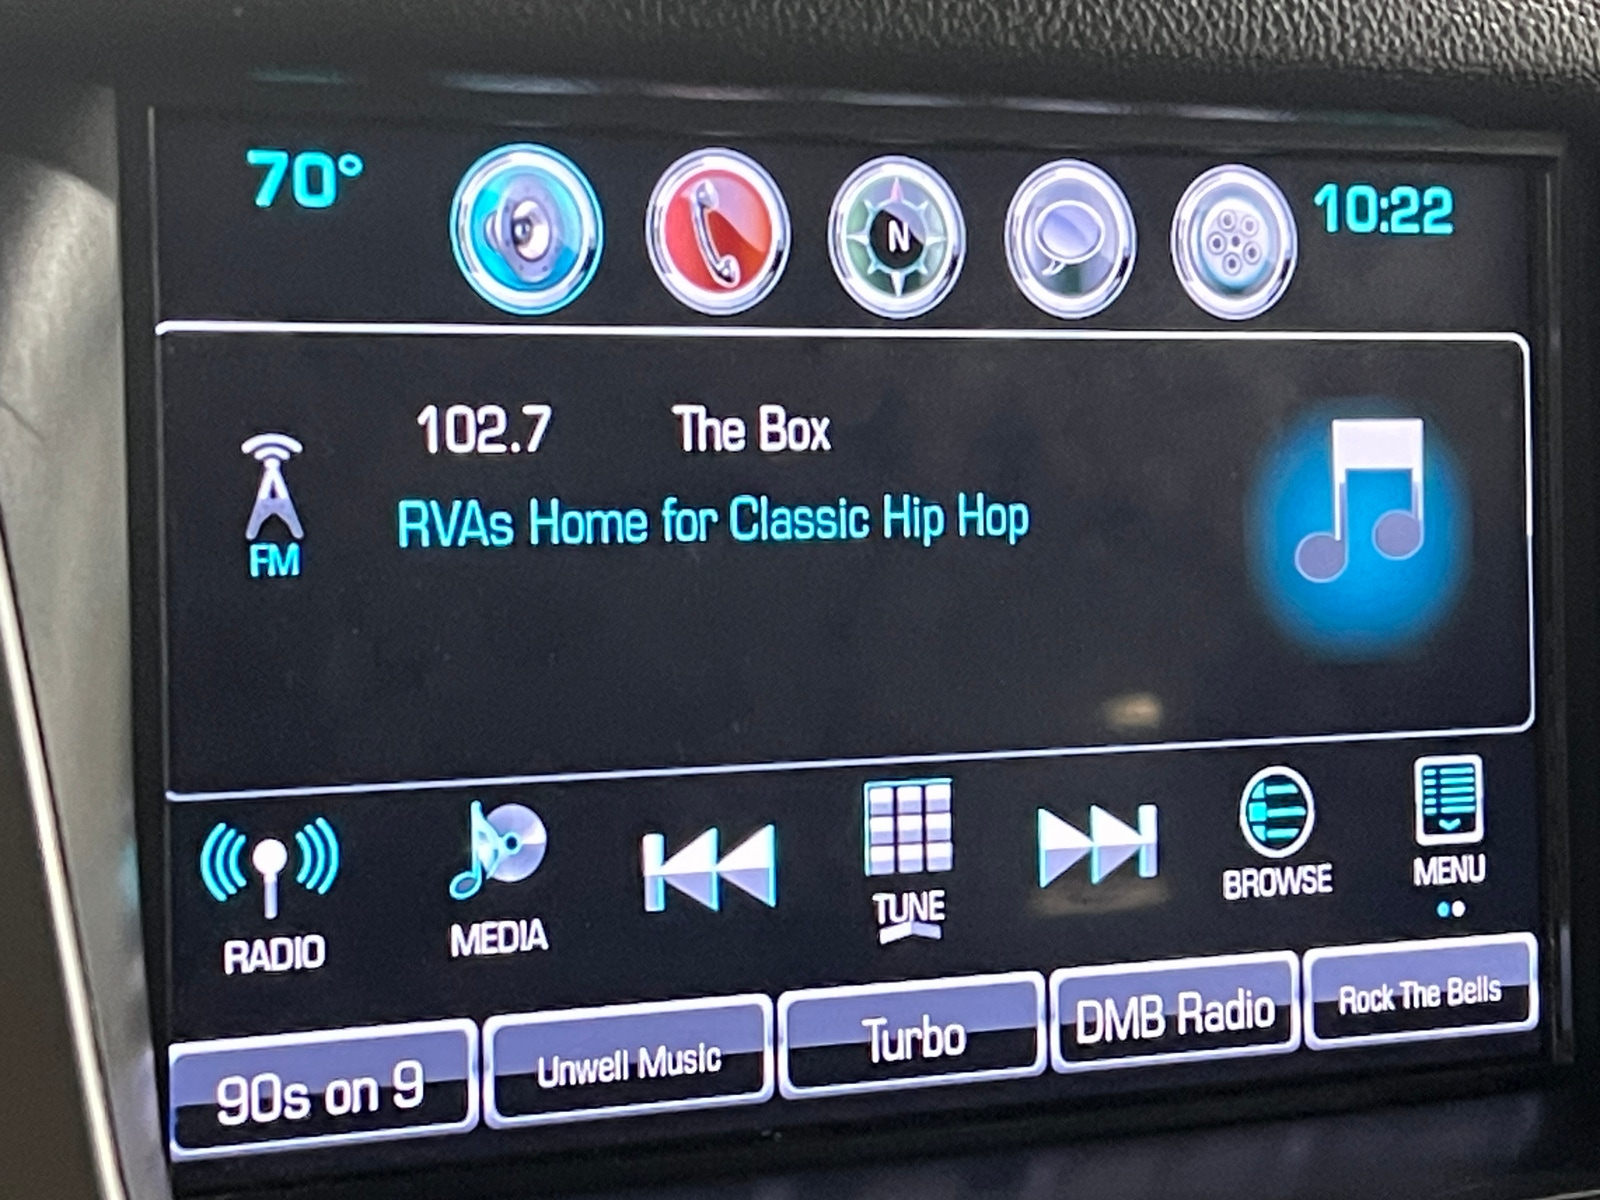 70°
N
10:22
102.7 The Box
RVAs Home for Classic Hip Hop
FM
RADIO
MEDIA
TUNE
BROWSE
MENU
90s on 9
Unwell Music
Turbo
DMB Radio
Rock The Bells